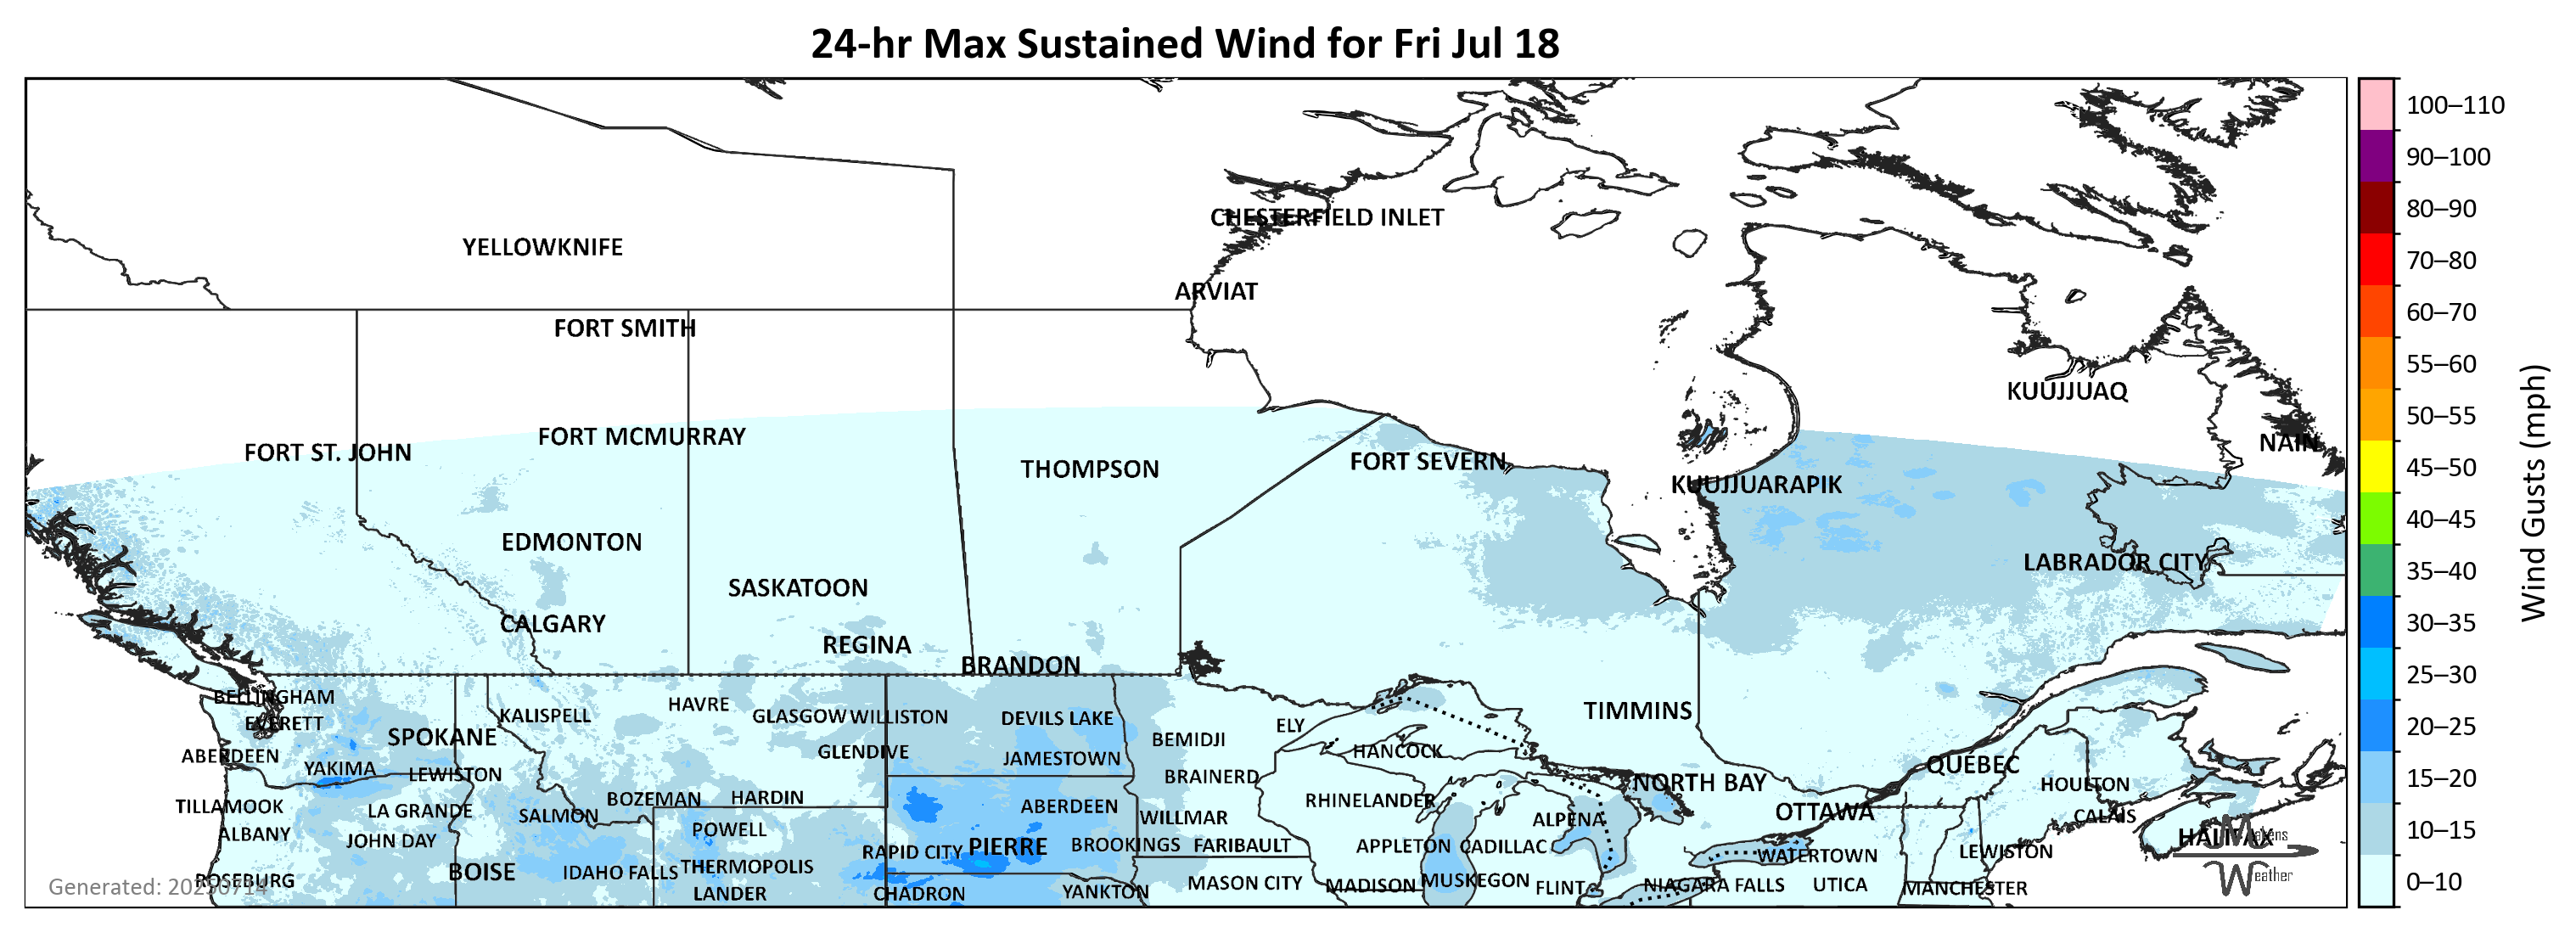 24-hr Max Sustained Wind for Fri Jul 18
100–110
90–100
80–90
70–80
60–70
55–60
50–55
45–50
40–45
35–40
30–35
25–30
20–25
15–20
10–15
0–10
Wind Gusts (mph)
CHESTERFIELD INLET
YELLOWKNIFE
ARVIAT
FORT SMITH
KUUJJUAQ
FORT MCMURRAY
NAIN
FORT ST. JOHN
FORT SEVERN
THOMPSON
KUUJJUARAPIK
EDMONTON
LABRADOR CITY
SASKATOON
CALGARY
REGINA
BRANDON
BELLINGHAM
HAVRE
TIMMINS
KALISPELL
GLASGOW
WILLISTON
DEVILS LAKE
EVERETT
ELY
SPOKANE
BEMIDJI
GLENDIVE
HANCOCK
ABERDEEN
JAMESTOWN
QUÉBEC
YAKIMA
LEWISTON
BRAINERD
NORTH BAY
HOULTON
BOZEMAN
HARDIN
RHINELANDER
TILLAMOOK
ABERDEEN
LA GRANDE
OTTAWA
SALMON
CALAIS
WILLMAR
ALPENA
POWELL
ALBANY
HALIFAX
JOHN DAY
PIERRE
BROOKINGS
FARIBAULT
APPLETON
CADILLAC
RAPID CITY
LEWISTON
WATERTOWN
THERMOPOLIS
BOISE
IDAHO FALLS
ROSEBURG
MUSKEGON
MASON CITY
MADISON
FLINT
NIAGARA FALLS
UTICA
MANCHESTER
LANDER
CHADRON
YANKTON
Generated: 20250714
Weather